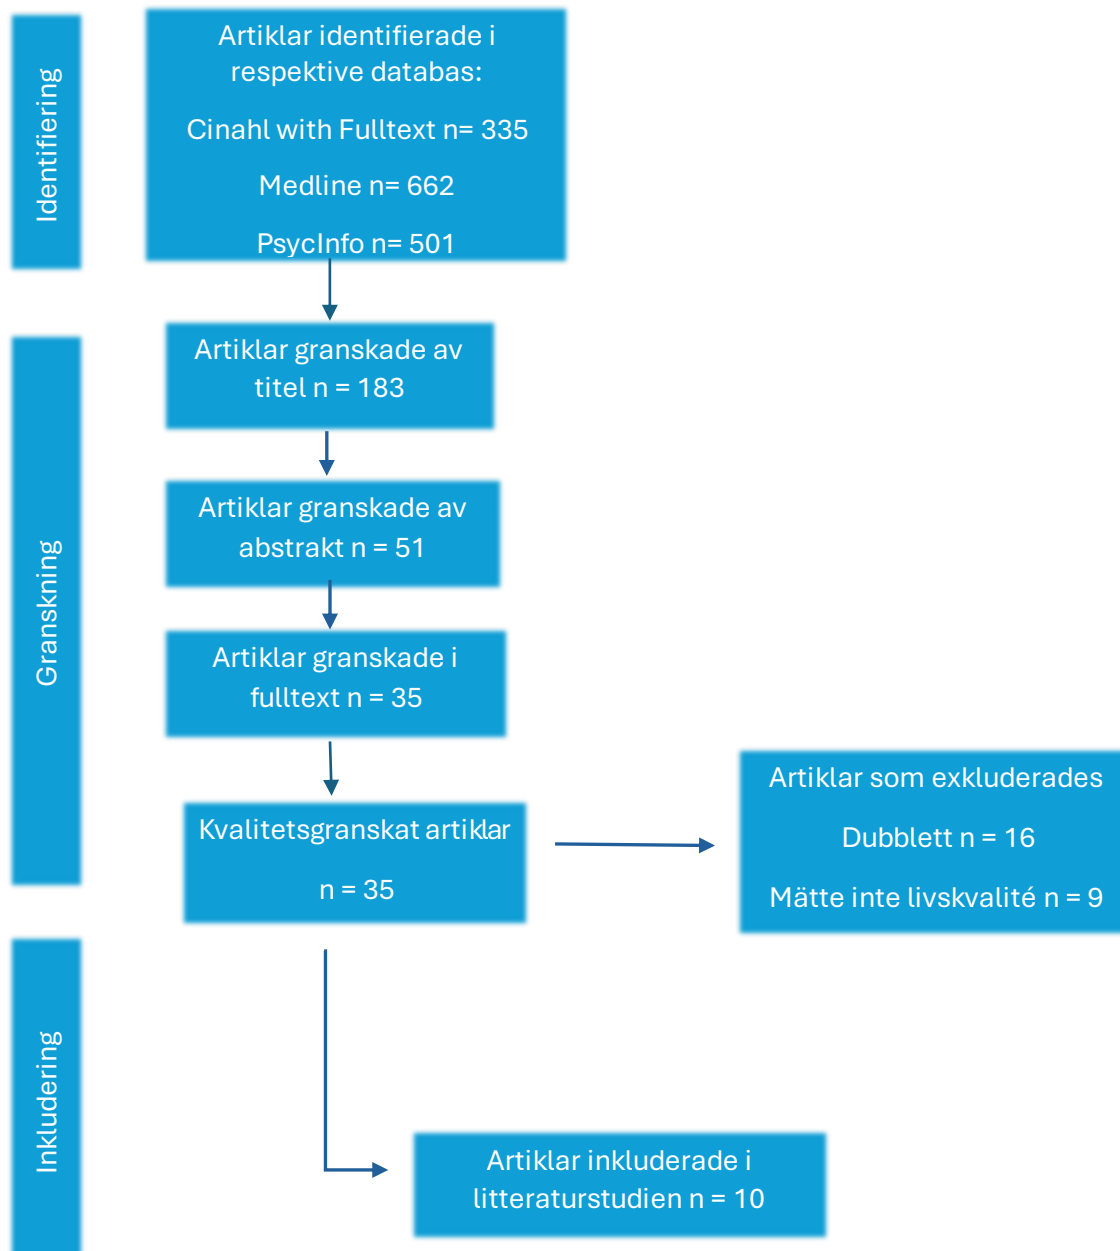 Identifiering
Artiklar identifierade i
respektive databas:
Cinahl with Fulltext n= 335
Medline n= 662
PsycInfo n= 501
Granskning
Artiklar granskade av
titel n = 183
Artiklar granskade av
abstrakt n = 51
Artiklar granskade i
fulltext n = 35
Kvalitetsgranskat artiklar
n = 35
Artiklar som exkluderades
Dubblett n = 16
Mätte inte livskvalité n = 9
Inkludering
Artiklar inkluderade i
litteraturstudien n = 10